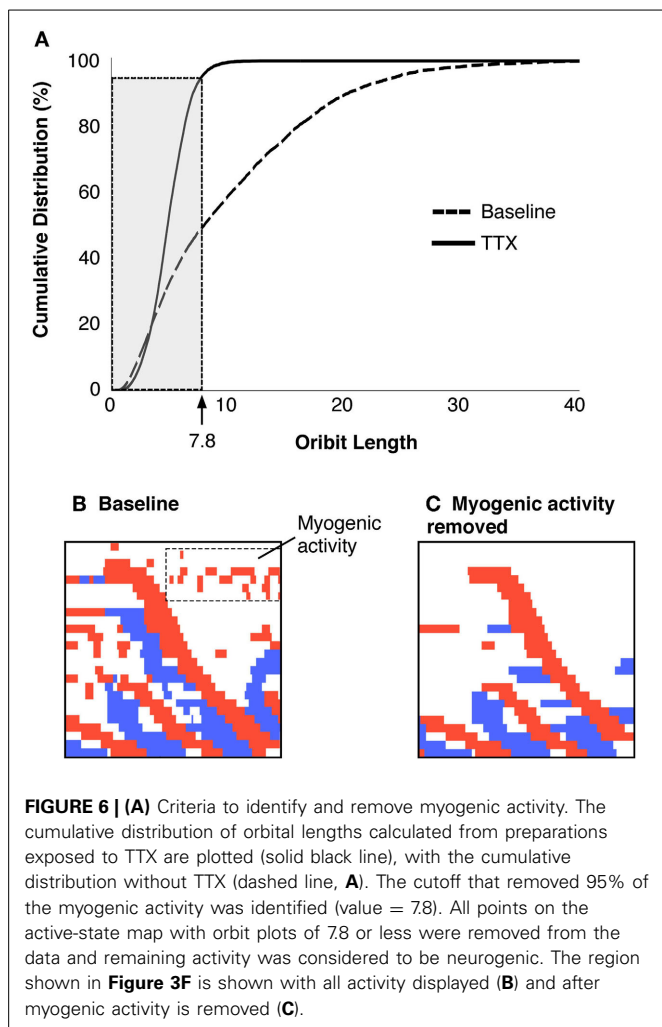 A
100
80
60
40
20
0
Cumulative Distribution (%)
Baseline
TTX
0
10
20
30
40
7.8
Oribit Length
B Baseline
Myogenic
activity
C Myogenic activity
removed
FIGURE 6 | (A) Criteria to identify and remove myogenic activity. The
cumulative distribution of orbital lengths calculated from preparations
exposed to TTX are plotted (solid black line), with the cumulative
distribution without TTX (dashed line, A). The cutoff that removed 95% of
the myogenic activity was identified (value = 7.8). All points on the
active-state map with orbit plots of 7.8 or less were removed from the
data and remaining activity was considered to be neurogenic. The region
shown in Figure 3F is shown with all activity displayed (B) and after
myogenic activity is removed (C).